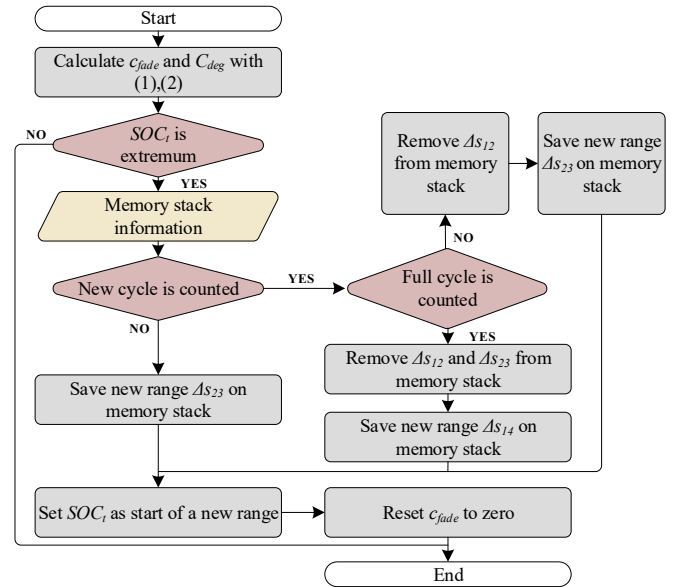 Start
Calculate c_fade and C_deg with
(1),(2)
NO
SOC_t is
extremum
YES
Memory stack
information
New cycle is counted
YES
NO
Full cycle is
counted
NO
Remove Δs_12
from memory
stack
Save new range
Δs_23 on memory
stack
YES
Remove Δs_12 and Δs_23 from
memory stack
Save new range Δs_23 on
memory stack
Save new range Δs_14 on
memory stack
Set SOC_t as start of a new range
Reset c_fade to zero
End